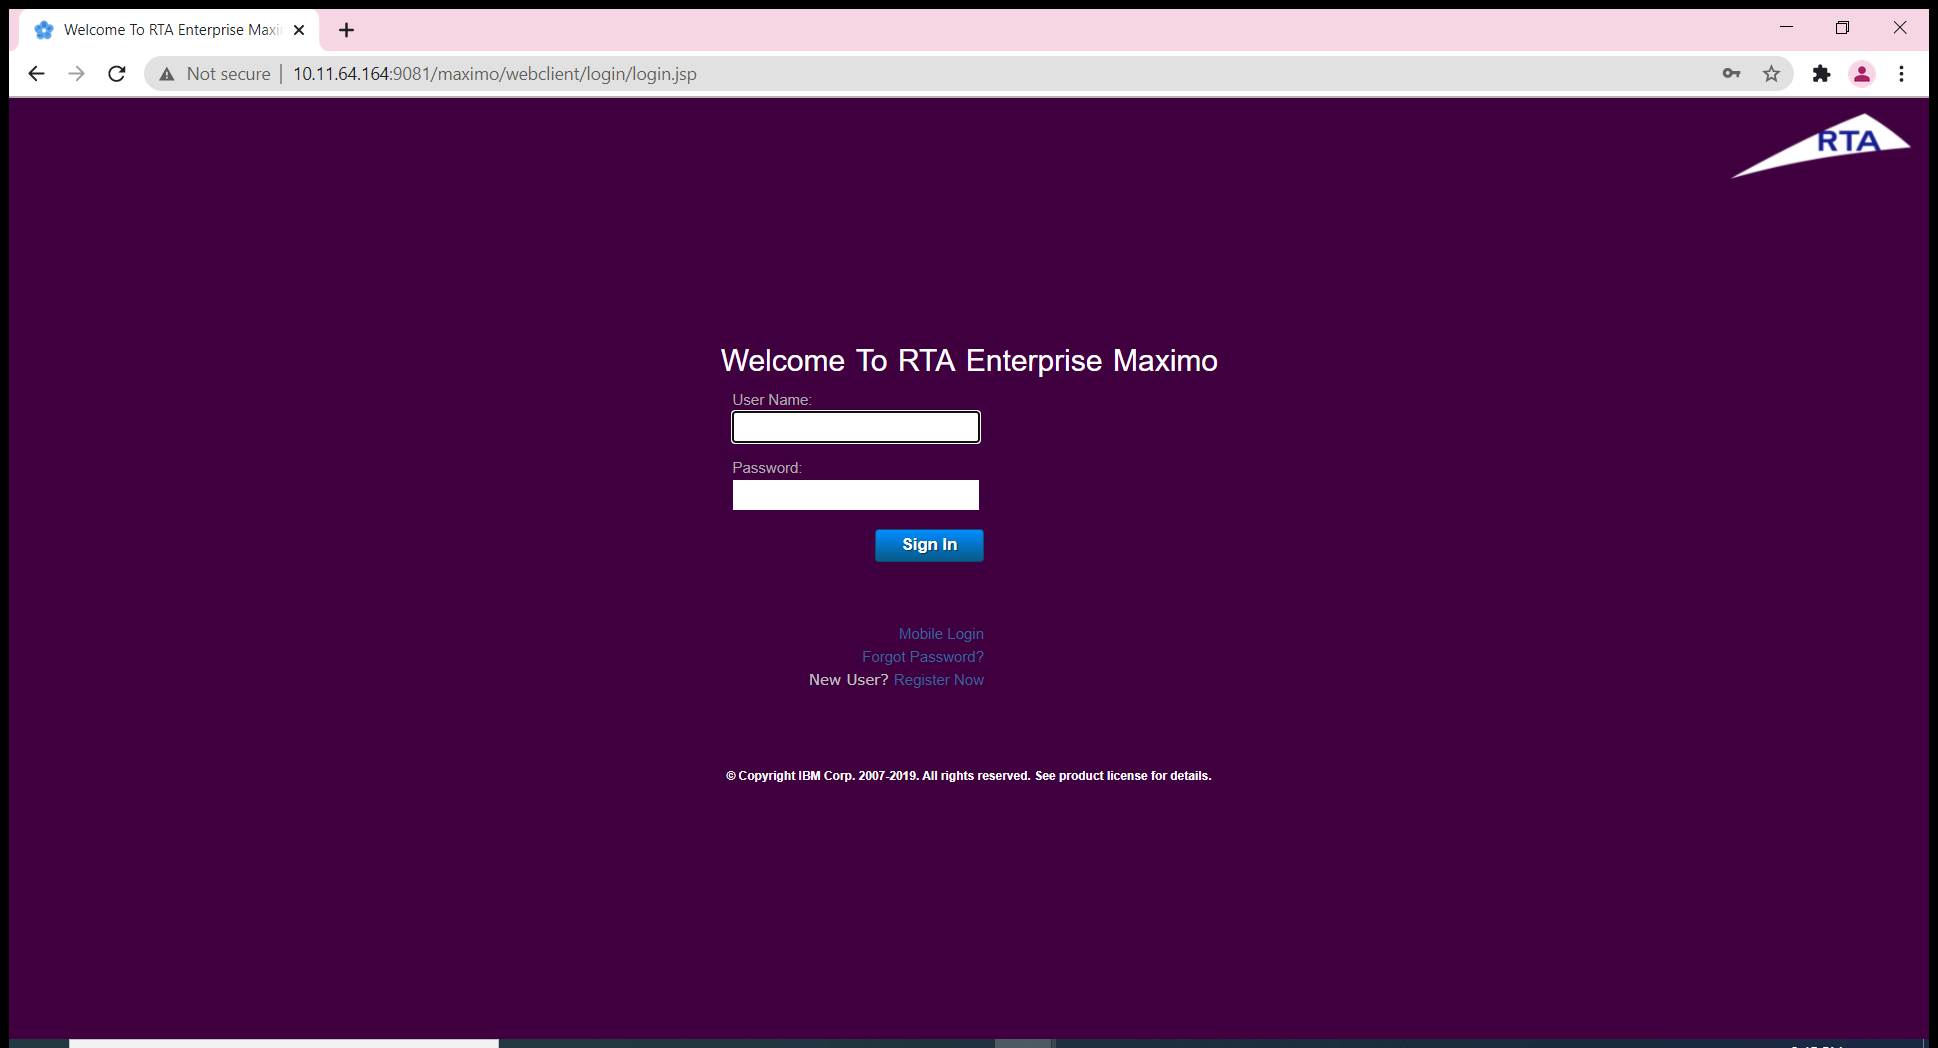 Welcome To RTA Enterprise Maxi
Not secure | 10.11.64.164:9081/maximo/webclient/login/login.jsp
RTA
Welcome To RTA Enterprise Maximo
User Name:
Password:
Sign In
Mobile Login
Forgot Password?
New User? Register Now
© Copyright IBM Corp. 2007-2019. All rights reserved. See product license for details.